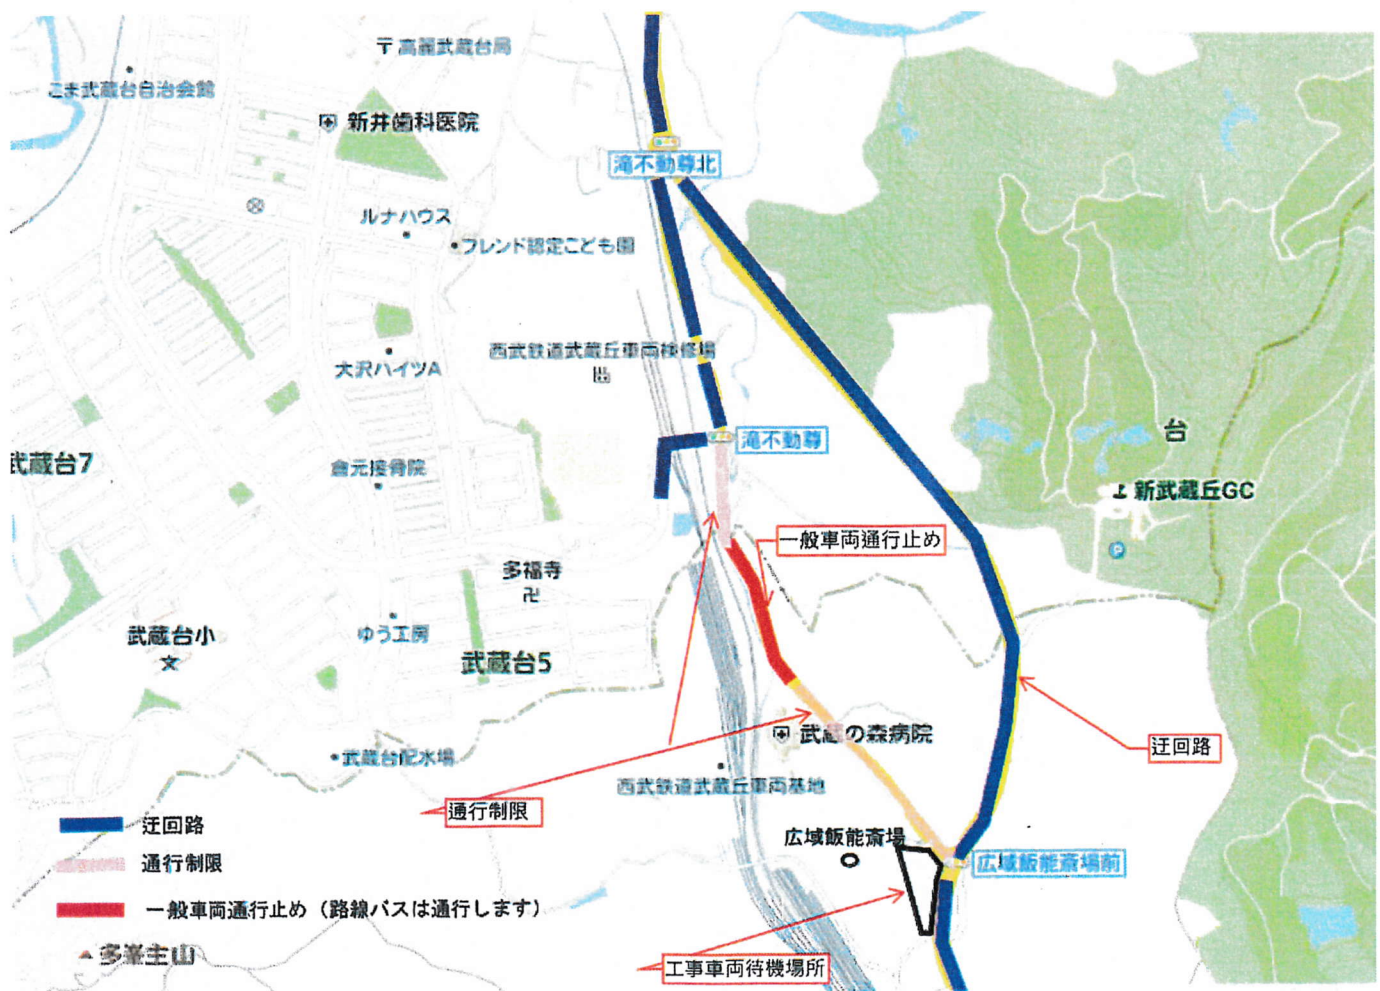 〒高麗武蔵台局
こま武蔵台自治会館
新井歯科医院
滝不動尊北
ルナハウス
フレンド認定こども園
西武鉄道武蔵丘車両検修場
大沢ハイツA
台
滝不動尊
武蔵台7
倉元接骨院
新武蔵丘GC
P
一般車両通行止め
多福寺
卍
武蔵台小
文
ゆう工房
武蔵台5
武蔵の森病院
迂回路
武蔵台配水場
西武鉄道武蔵丘車両基地
通行制限
迂回路
広域飯能斎場
通行制限
広域飯能斎場前
一般車両通行止め（路線バスは通行します）
多峯主山
工事車両待機場所